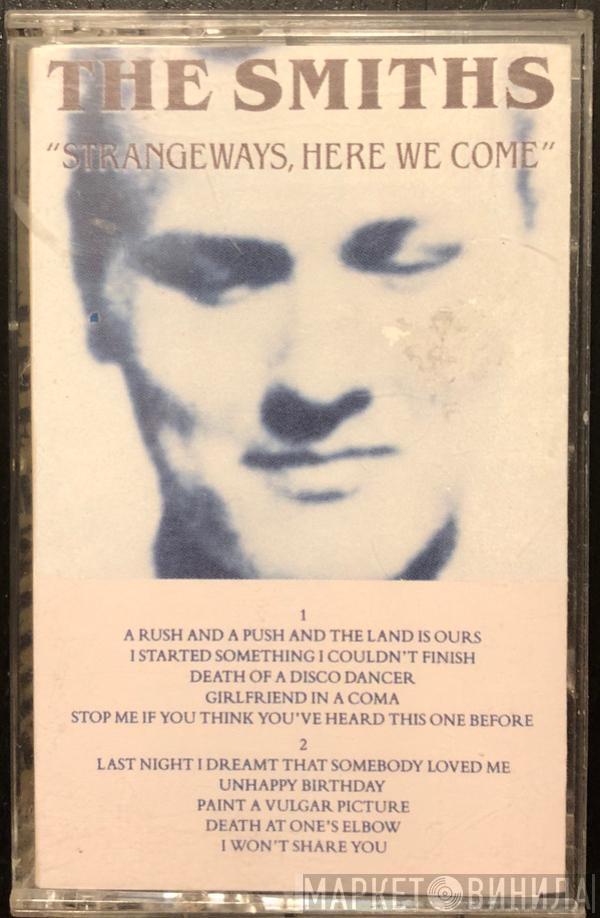 THE SMITHS
"STRANGEWAYS, HERE WE COME"
1
A RUSH AND A PUSH AND THE LAND IS OURS
I STARTED SOMETHING I COULDN'T FINISH
DEATH OF A DISCO DANCER
GIRLFRIEND IN A COMA
STOP ME IF YOU THINK YOU'VE HEARD THIS ONE BEFORE
2
LAST NIGHT I DREAMT THAT SOMEBODY LOVED ME
UNHAPPY BIRTHDAY
PAINT A VULGAR PICTURE
DEATH AT ONE'S ELBOW
I WON'T SHARE YOU
МАРКЕТ ВИНИЛА